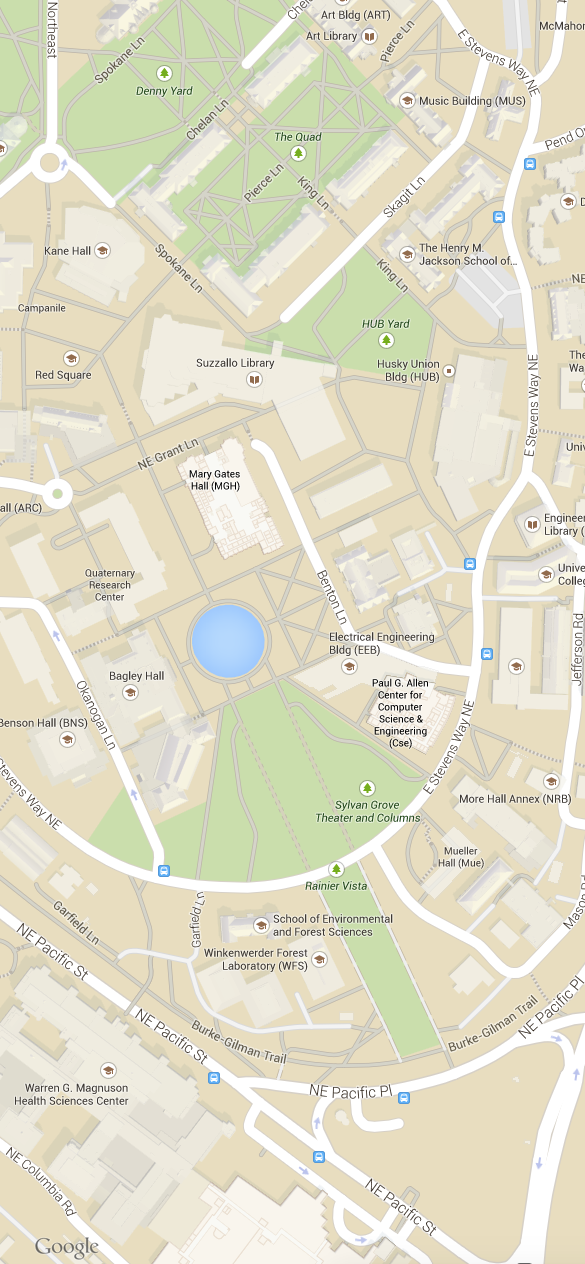 Northeast
Spokane Ln
Denny Yard
Chelan Ln
Art Bldg (ART)
Art Library
Pierce Ln
E Stevens Way NE
Music Building (MUS)
The Quad
Pierce Ln
King Ln
Skagit Ln
Kane Hall
Spokane Ln
The Henry M.
Jackson School of...
King Ln
NE
Campanile
HUB Yard
Red Square
Suzzallo Library
Husky Union
Bldg (HUB)
E Stevens Way NE
NE Grant Ln
Mary Gates
Hall (MGH)
all (ARC)
Engineer
Library (
Quaternary
Research
Center
Benton Ln
Unive
Colleg
Electrical Engineering
Bldg (EEB)
Jefferson Rd
Bagley Hall
Paul G. Allen
Center for
Computer
Science &
Engineering
(Cse)
Benson Hall (BNS)
Okanogan Ln
E Stevens Way NE
Stevens Way NE
More Hall Annex (NRB)
Sylvan Grove
Theater and Columns
Mueller
Hall (Mue)
Rainier Vista
Garfield Ln
Garfield Ln
School of Environmental
and Forest Sciences
Winkenwerder Forest
Laboratory (WFS)
NE Pacific St
NE Pacific St
Burke-Gilman Trail
Burke-Gilman Trail
NE Pacific Pl
NE Pacific Pl
Warren G. Magnuson
Health Sciences Center
NE Columbia Rd
NE Pacific St
Google